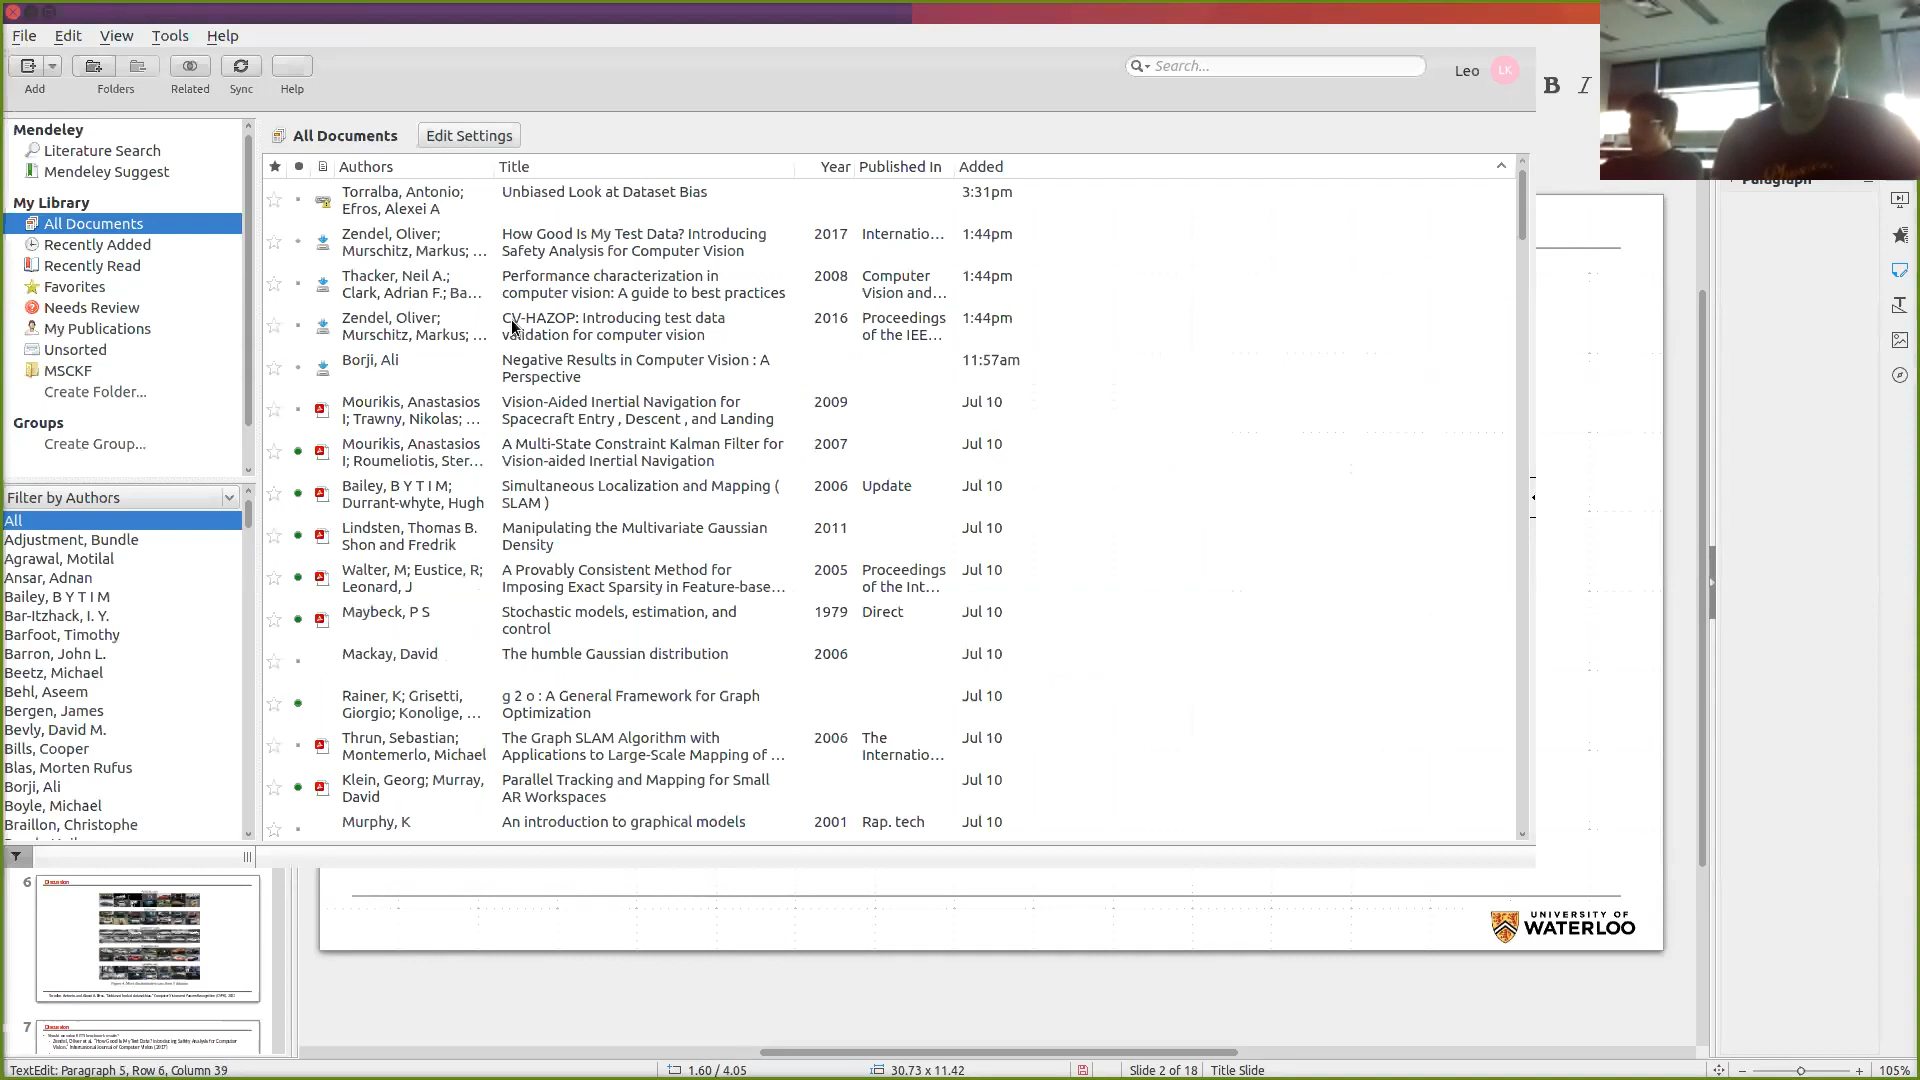 File Edit View Tools Help
Add Folders Related Sync Help
Search...
Leo LK
B I
Mendeley
Literature Search
Mendeley Suggest
My Library
All Documents
Recently Added
Recently Read
Favorites
Needs Review
My Publications
Unsorted
MSCKF
Create Folder...
Groups
Create Group...
Filter by Authors
All
Adjustment, Bundle
Agrawal, Motilal
Ansar, Adnan
Bailey, B Y T I M
Bar-Itzhack, I. Y.
Barfoot, Timothy
Barron, John L.
Beetz, Michael
Behl, Aseem
Bergen, James
Bevly, David M.
Bills, Cooper
Blas, Morten Rufus
Borji, Ali
Boyle, Michael
Braillon, Christophe
All Documents Edit Settings
Authors Title Year Published In Added
Torralba, Antonio; Unbiased Look at Dataset Bias 3:31pm
Efros, Alexei A
Zendel, Oliver; How Good Is My Test Data? Introducing 2017 Internatio... 1:44pm
Murschitz, Markus; ... Safety Analysis for Computer Vision
Thacker, Neil A.; Performance characterization in 2008 Computer 1:44pm
Clark, Adrian F.; Ba... computer vision: A guide to best practices Vision and...
Zendel, Oliver; CV-HAZOP: Introducing test data 2016 Proceedings 1:44pm
Murschitz, Markus; ... validation for computer vision of the IEE...
Borji, Ali Negative Results in Computer Vision : A 11:57am
Perspective
Mourikis, Anastasios Vision-Aided Inertial Navigation for 2009 Jul 10
I; Trawny, Nikolas; ... Spacecraft Entry , Descent , and Landing
Mourikis, Anastasios A Multi-State Constraint Kalman Filter for 2007 Jul 10
I; Roumeliotis, Ster... Vision-aided Inertial Navigation
Bailey, B Y T I M; Simultaneous Localization and Mapping ( 2006 Update Jul 10
Durrant-whyte, Hugh SLAM )
Lindsten, Thomas B. Manipulating the Multivariate Gaussian 2011 Jul 10
Shon and Fredrik Density
Walter, M; Eustice, R; A Provably Consistent Method for 2005 Proceedings Jul 10
Leonard, J Imposing Exact Sparsity in Feature-base... of the Int...
Maybeck, P S Stochastic models, estimation, and 1979 Direct Jul 10
control
Mackay, David The humble Gaussian distribution 2006 Jul 10
Rainer, K; Grisetti, g 2 o : A General Framework for Graph Jul 10
Giorgio; Konolige, ... Optimization
Thrun, Sebastian; The Graph SLAM Algorithm with 2006 The Jul 10
Montemerlo, Michael Applications to Large-Scale Mapping of ... Internatio...
Klein, Georg; Murray, Parallel Tracking and Mapping for Small Jul 10
David AR Workspaces
Murphy, K An introduction to graphical models 2001 Rap. tech Jul 10
Paragraph
6
Discussion
7
Discussion
UNIVERSITY OF
WATERLOO
TextEdit: Paragraph 5, Row 6, Column 39 1.60 / 4.05 30.73 x 11.42 Slide 2 of 18 Title Slide 105%